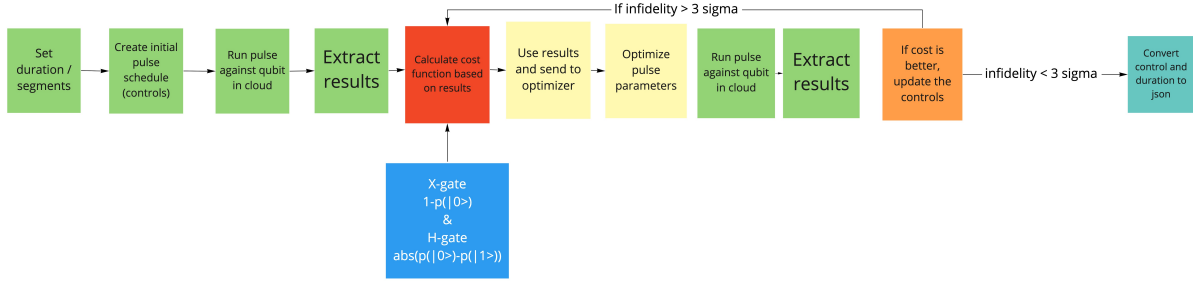 If infidelity > 3 sigma
Set
duration /
segments
Create initial
pulse
schedule
(controls)
Run pulse
against qubit
in cloud
Extract
results
Calculate cost
function based
on results
Use results
and send to
optimizer
Optimize
pulse
parameters
Run pulse
against qubit
in cloud
Extract
results
If cost is
better,
update the
controls
infidelity < 3 sigma
Convert
control and
duration to
json
X-gate
1-p(|0>)
&
H-gate
abs(p(|0>)-p(|1>))